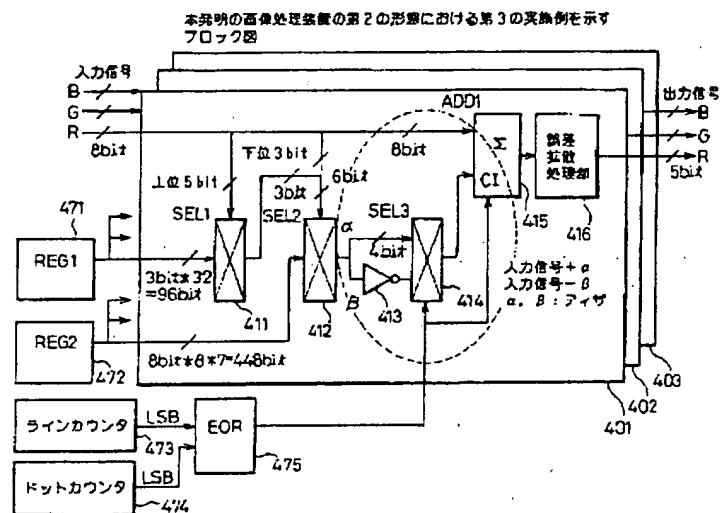 本発明の画像処理装置の第2の形態における第3の実施例を示す
ブロック図
入力信号
B
G
R
8bit
上位5bit
下位3bit
3bit
6bit
8bit
ADD1
出力信号
B
G
R
5bit
Σ
CI
415
誤差
拡散
処理部
416
471
REG1
SEL1
SEL2
SEL3
α
4bit
β
3bit*32
=96bit
411
412
413
414
入力信号+α
入力信号-β
α,β:ディザ
REG2
472
8bit*8*7=448bit
403
402
401
ラインカウンタ
LSB
473
EOR
475
ドットカウンタ
LSB
474